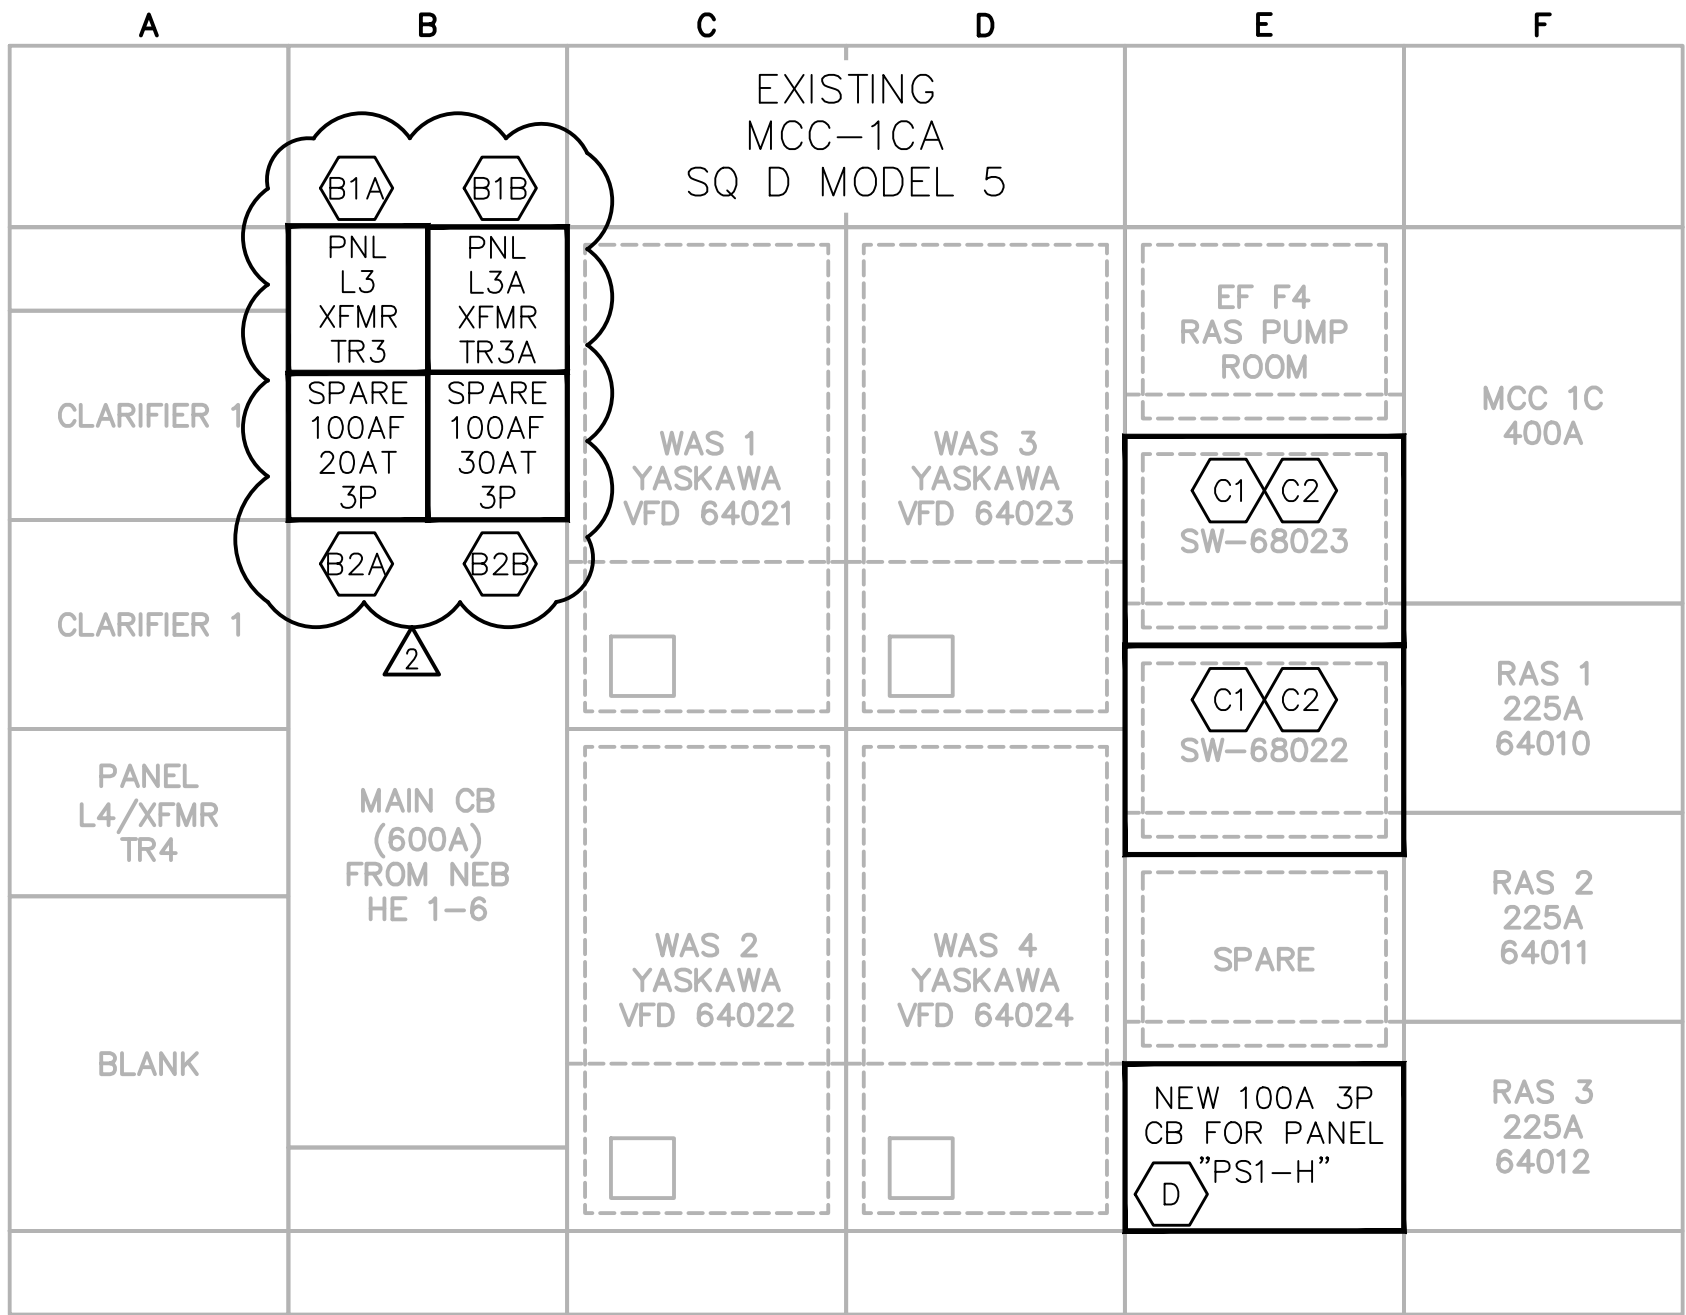 A
B
C
D
E
F
EXISTING
MCC-1CA
SQ D MODEL 5
CLARIFIER 1
CLARIFIER 1
PANEL
L4/XFMR
TR4
BLANK
B1A
B1B
PNL
L3
XFMR
TR3
PNL
L3A
XFMR
TR3A
SPARE
100AF
20AT
3P
SPARE
100AF
30AT
3P
B2A
B2B
2
MAIN CB
(600A)
FROM NEB
HE 1-6
WAS 1
YASKAWA
VFD 64021
WAS 2
YASKAWA
VFD 64022
WAS 3
YASKAWA
VFD 64023
WAS 4
YASKAWA
VFD 64024
EF F4
RAS PUMP
ROOM
C1
C2
SW-68023
C1
C2
SW-68022
SPARE
NEW 100A 3P
CB FOR PANEL
"PS1-H"
D
MCC 1C
400A
RAS 1
225A
64010
RAS 2
225A
64011
RAS 3
225A
64012